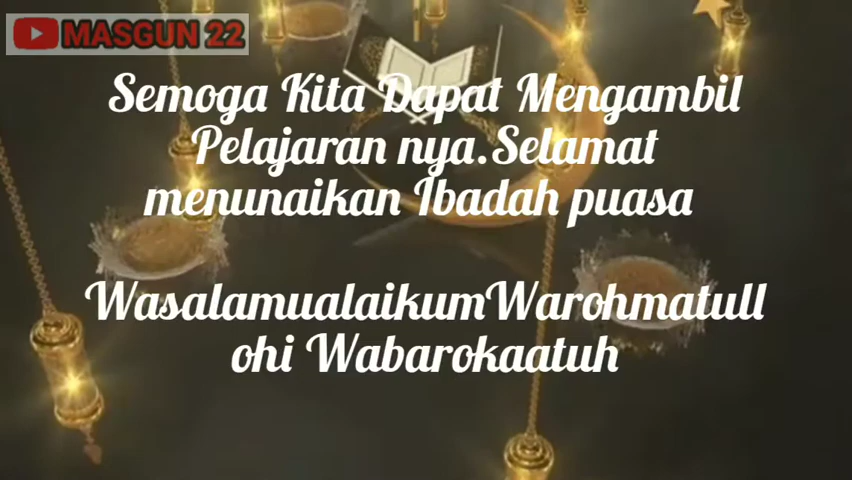 MASGUN 22
Semoga Kita Dapat Mengambil
Pelajaran nya.Selamat
menunaikan Ibadah puasa
WasalamualaikumWarohmatull
ohi Wabarokaatuh